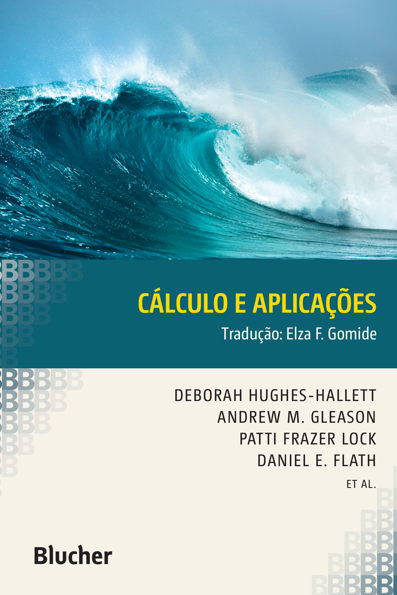 CÁLCULO E APLICAÇÕES
Tradução: Elza F. Gomide
DEBORAH HUGHES-HALLETT
ANDREW M. GLEASON
PATTI FRAZER LOCK
DANIEL E. FLATH
ET AL.
Blucher